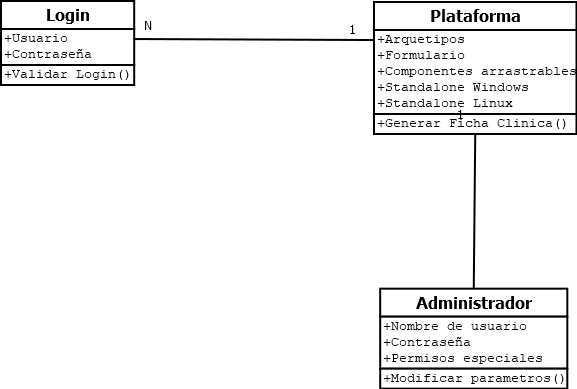 Login
+Usuario
+Contraseña
+Validar Login()
N
1
Plataforma
+Arquetipos
+Formulario
+Componentes arrastrables
+Standalone Windows
+Standalone Linux
1
+Generar Ficha Clinica()
Administrador
+Nombre de usuario
+Contraseña
+Permisos especiales
+Modificar parametros()